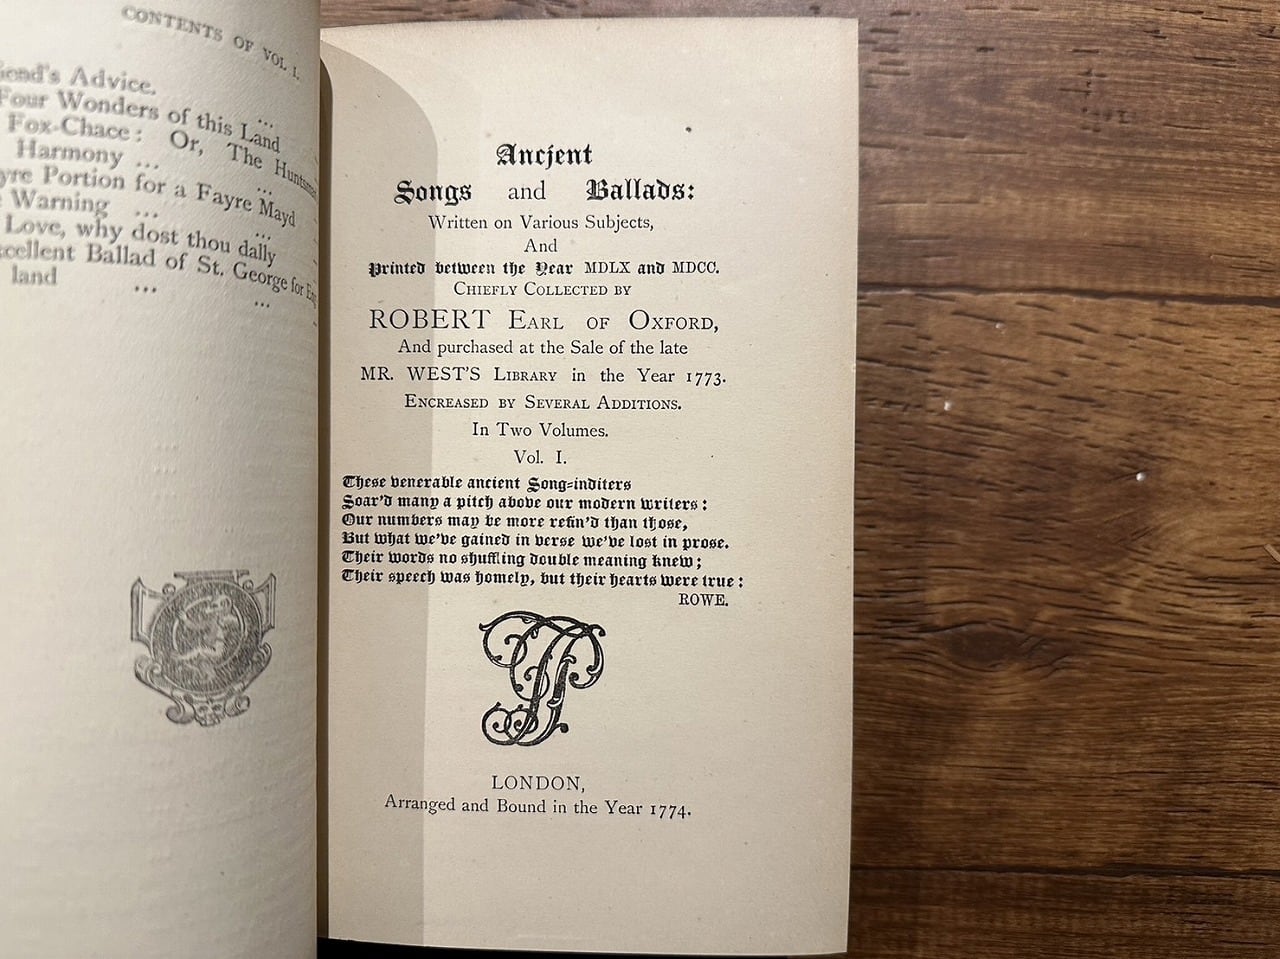 CONTENTS OF VOL. I.
Advice.
Four Wonders of this Land ...
Fox-Chace: Or, The
Harmony ... ...
Portion for a Fayre Mayd
Warning ... ...
Love, why dost thou dally
Ballad of St. George for
land ... ...
Ancient
Songs and Ballads:
Written on Various Subjects,
And
Printed between the Year MDLX and MDCC.
CHIEFLY COLLECTED BY
ROBERT EARL OF OXFORD,
And purchased at the Sale of the late
MR. WEST'S LIBRARY in the Year 1773.
ENCREASED BY SEVERAL ADDITIONS.
In Two Volumes.
Vol. I.
These venerable ancient Song-inditers
Soar'd many a pitch above our modern writers:
Our numbers may be more refin'd than those,
But what we've gained in verse we've lost in prose.
Their words no shuffling double meaning knew;
Their speech was homely, but their hearts were true:
ROWE.
LONDON,
Arranged and Bound in the Year 1774.